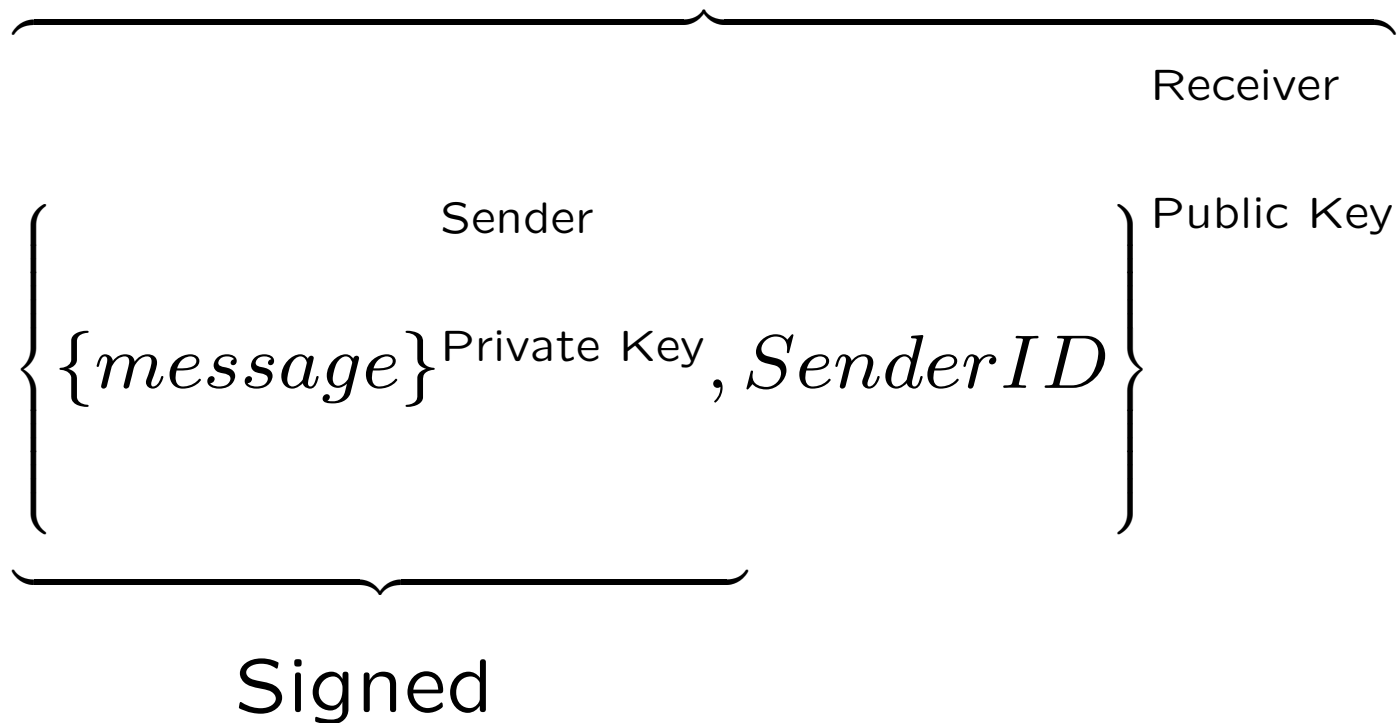 Receiver
Public Key
Sender
Private Key
{ {message} , SenderID }
Signed